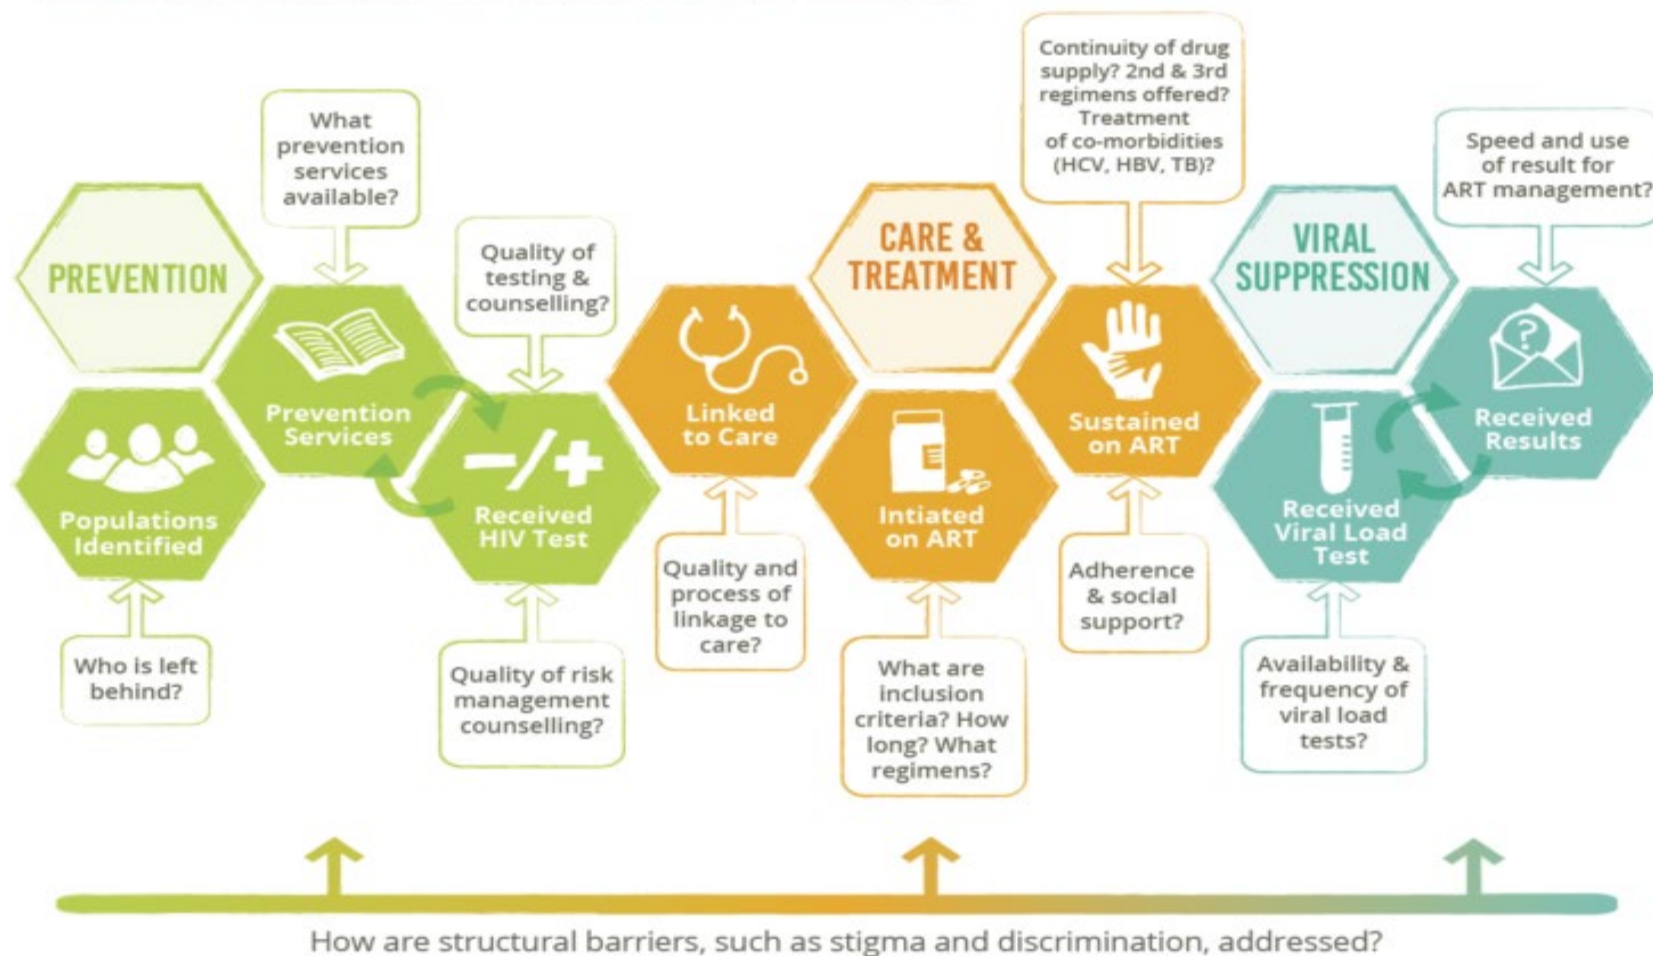 What
prevention
services
available?
Continuity of drug
supply? 2nd & 3rd
regimens offered?
Treatment
of co-morbidities
(HCV, HBV, TB)?
Speed and use
of result for
ART management?
PREVENTION
Quality of
testing &
counselling?
CARE &
TREATMENT
VIRAL
SUPPRESSION
?
Populations
Identified
Prevention
Services
-/+
Received
HIV Test
Linked
to Care
Intiated
on ART
Sustained
on ART
Received
Viral Load
Test
Received
Results
Who is left
behind?
Quality of risk
management
counselling?
Quality and
process of
linkage to
care?
What are
inclusion
criteria? How
long? What
regimens?
Adherence
& social
support?
Availability &
frequency of
viral load
tests?
How are structural barriers, such as stigma and discrimination, addressed?